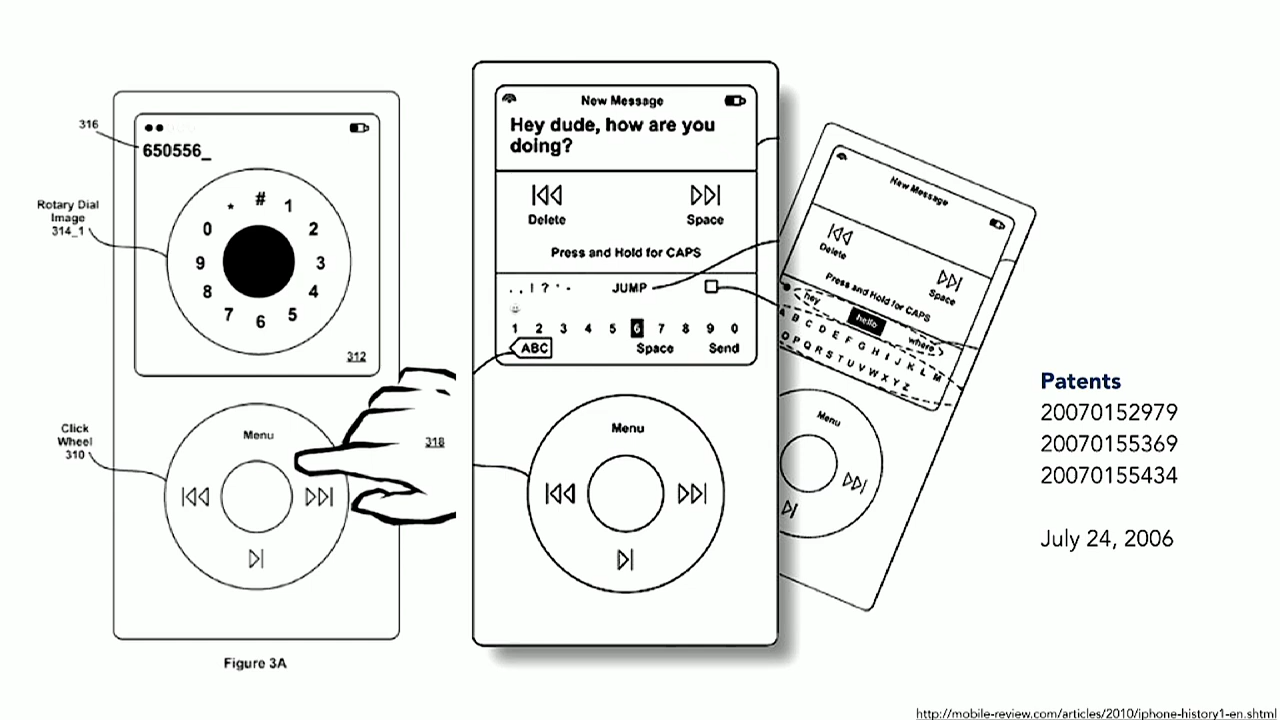 316
650556_
Rotary Dial
Image
314_1
#
*
1
0
2
9
3
8
4
7
5
6
312
Click
Wheel
310
Menu
318
Figure 3A
New Message
Hey dude, how are you
doing?
Delete
Space
Press and Hold for CAPS
. , ! ? ' -
JUMP
1 2 3 4 5 6 7 8 9 0
ABC
Space
Send
Menu
New Message
Delete
Space
Press and Hold for CAPS
hey
hello
where
A B C D E F G H I J K L M
O P Q R S T U V W X Y Z
Menu
Patents
20070152979
20070155369
20070155434
July 24, 2006
http://mobile-review.com/articles/2010/iphone-history1-en.shtml